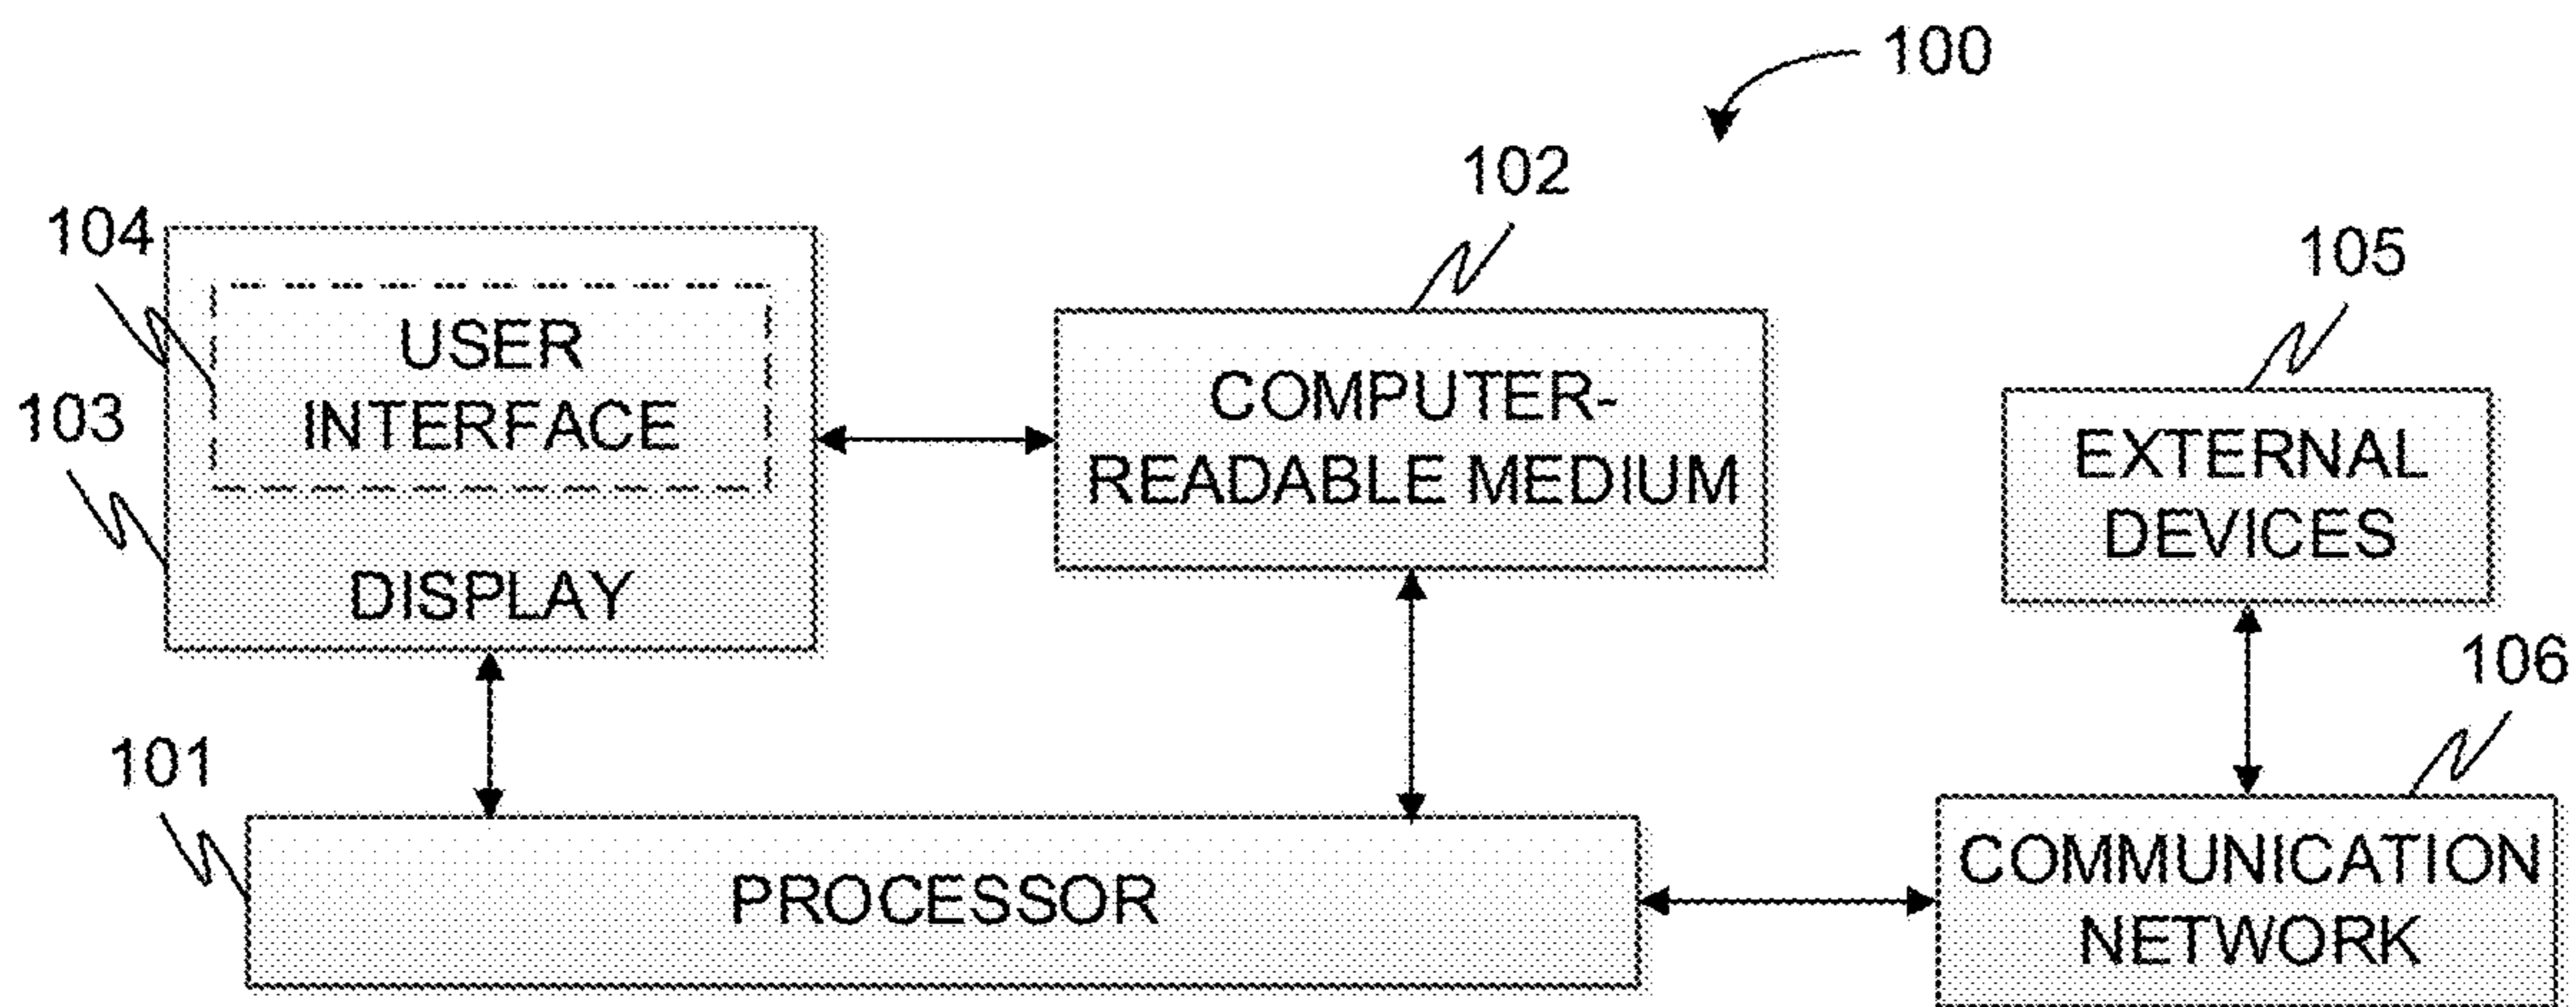 100
102
104
105
USER
INTERFACE
103
DISPLAY
COMPUTER-
READABLE MEDIUM
EXTERNAL
DEVICES
106
101
PROCESSOR
COMMUNICATION
NETWORK